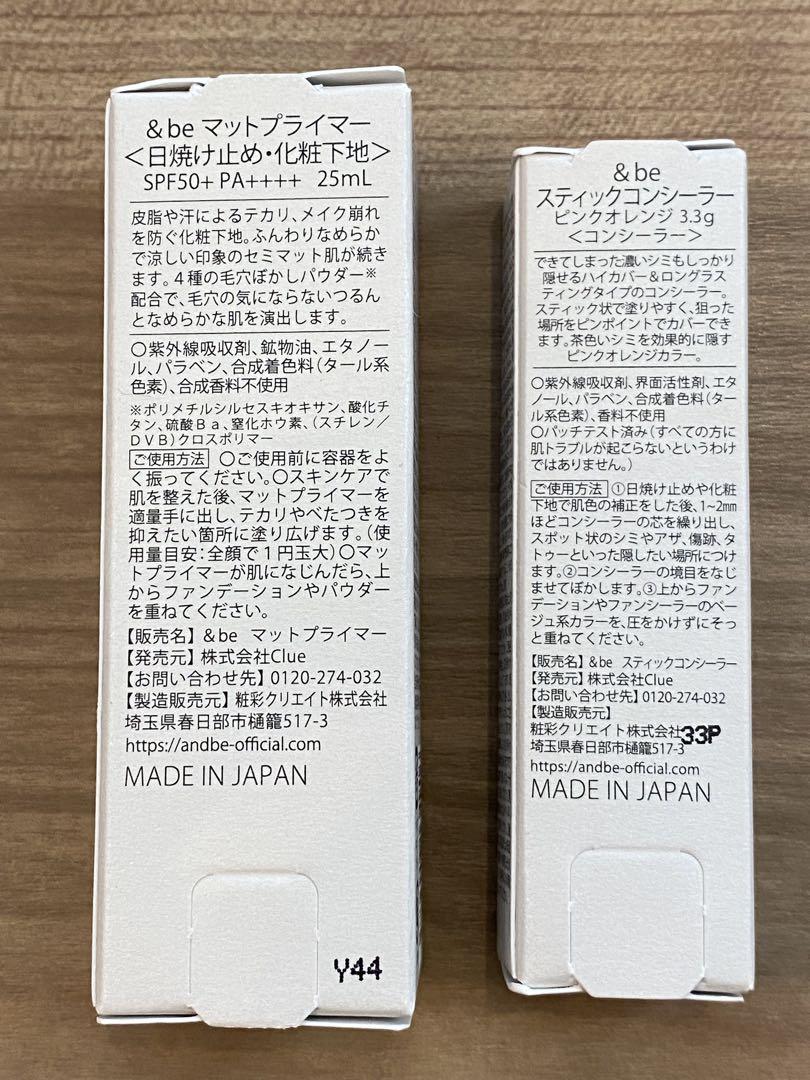 &be マットプライマー
<日焼け止め・化粧下地>
SPF50+ PA++++ 25mL
皮脂や汗によるテカリ、メイク崩れ
を防ぐ化粧下地。ふんわりなめらか
で涼しい印象のセミマット肌が続き
ます。4種の毛穴ぼかしパウダー※
配合で、毛穴の気にならないつるん
となめらかな肌を演出します。
○紫外線吸収剤、鉱物油、エタノー
ル、パラベン、合成着色料(タール系
色素)、合成香料不使用
※ポリメチルシルセスキオキサン、酸化チ
タン、硫酸Ba、窒化ホウ素、(スチレン/
DVB)クロスポリマー
ご使用方法 ○ご使用前に容器をよ
く振ってください。○スキンケアで
肌を整えた後、マットプライマーを
適量手に出し、テカリやべたつきを
抑えたい箇所に塗り広げます。(使
用量目安:全顔で1円玉大)○マッ
トプライマーが肌になじんだら、上
からファンデーションやパウダー
を重ねてください。
【販売名】&be マットプライマー
【発売元】株式会社Clue
【お問い合わせ先】0120-274-032
【製造販売元】粧彩クリエイト株式会社
埼玉県春日部市樋籠517-3
https://andbe-official.com
MADE IN JAPAN
Y44
&be
スティックコンシーラー
ピンクオレンジ 3.3g
<コンシーラー>
できてしまった濃いシミもしっかり
隠せるハイカバー&ロングラス
ティングタイプのコンシーラー。
スティック状で塗りやすく、狙った
場所をピンポイントでカバーでき
ます。茶色いシミを効果的に隠す
ピンクオレンジカラー。
○紫外線吸収剤、界面活性剤、エタ
ノール、パラベン、合成着色料(ター
ル系色素)、香料不使用
○パッチテスト済み(すべての方に
肌トラブルが起こらないというわけ
ではありません。)
ご使用方法 ①日焼け止めや化粧
下地で肌色の補正をした後、1~2㎜
ほどコンシーラーの芯を繰り出し、
スポット状のシミやアザ、傷跡、タ
トゥーといった隠したい場所につけ
ます。②コンシーラーの境目をなじ
ませてぼかします。③上からファン
デーションやファンシーラーのベー
ジュ系カラーを、圧をかけずにそっ
と重ねてください。
【販売名】&be スティックコンシーラー
【発売元】株式会社Clue
【お問い合わせ先】0120-274-032
【製造販売元】
粧彩クリエイト株式会社33P
埼玉県春日部市樋籠517-3
https://andbe-official.com
MADE IN JAPAN